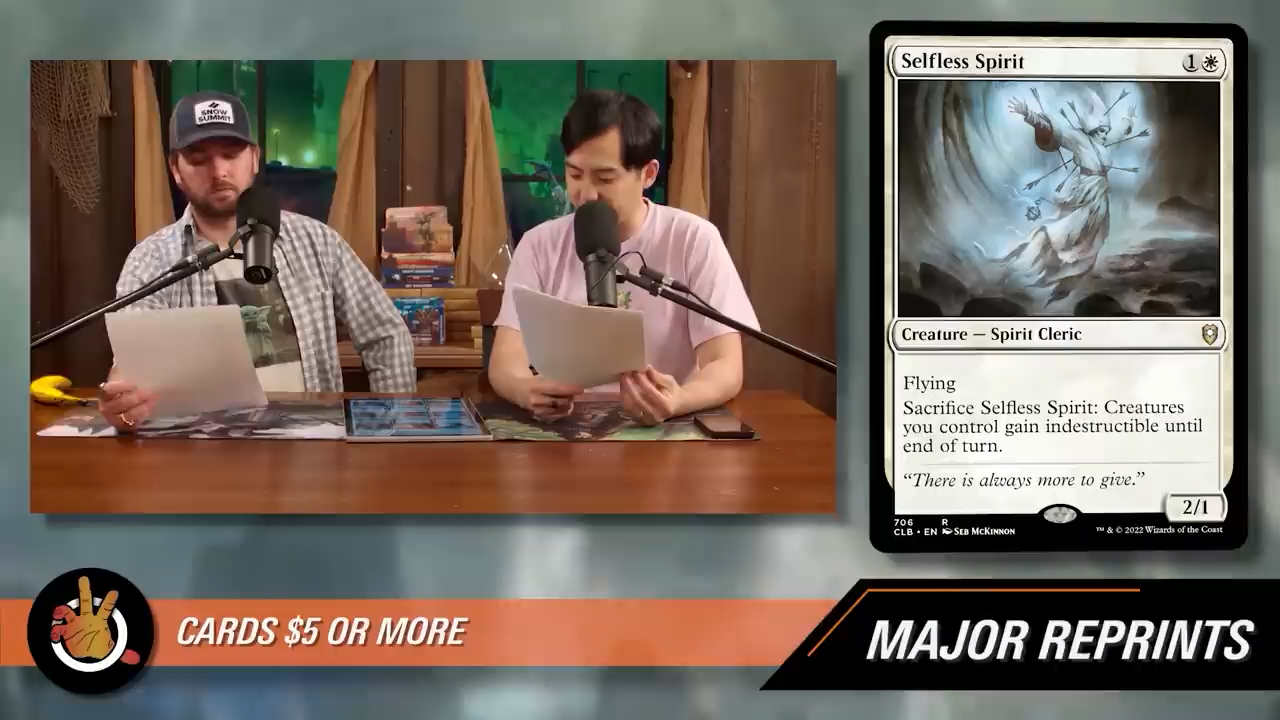 SNOW
SUMMIT
Selfless Spirit 1
Creature — Spirit Cleric
Flying
Sacrifice Selfless Spirit: Creatures
you control gain indestructible until
end of turn.
“There is always more to give.”
2/1
706 R
CLB • EN SEB MCKINNON
™ & © 2022 Wizards of the Coast
CARDS $5 OR MORE
MAJOR REPRINTS